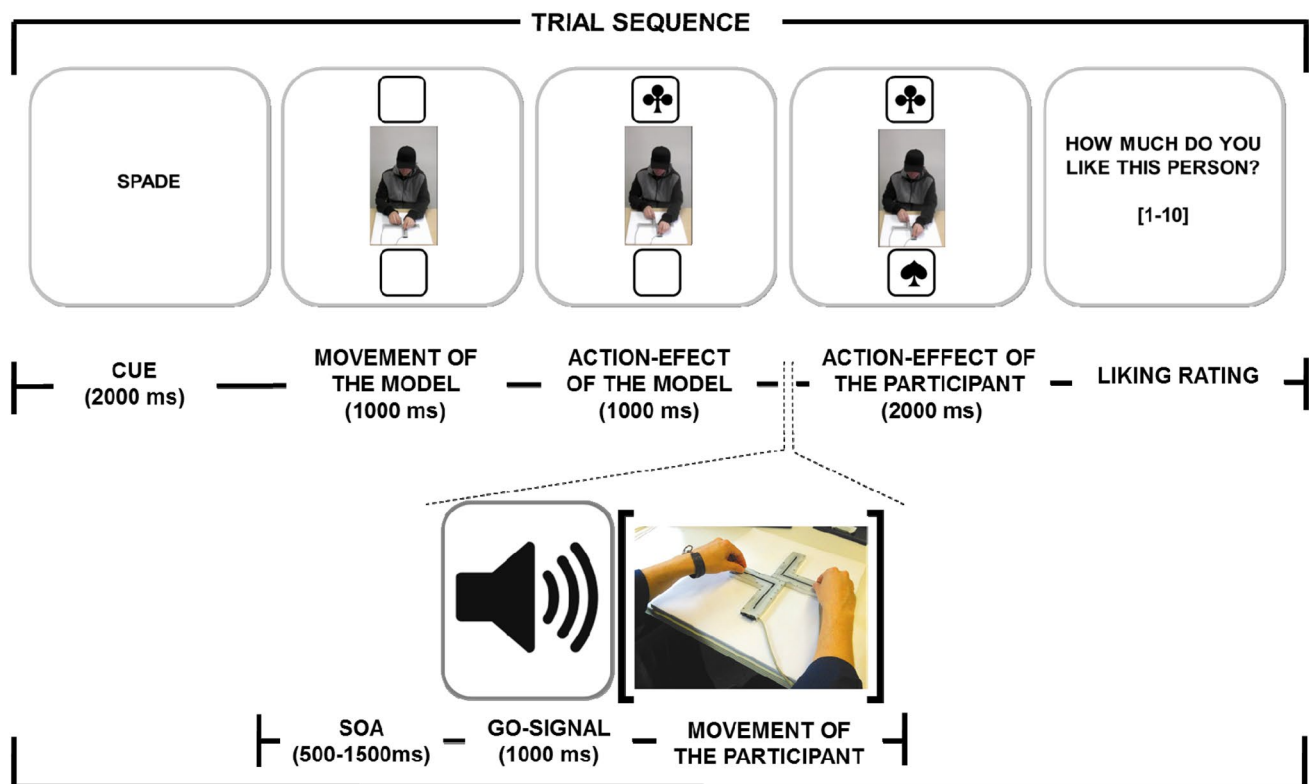 TRIAL SEQUENCE
SPADE
HOW MUCH DO YOU
LIKE THIS PERSON?
[1-10]
CUE
(2000 ms)
MOVEMENT OF
THE MODEL
(1000 ms)
ACTION-EFECT
OF THE MODEL
(1000 ms)
ACTION-EFFECT OF
THE PARTICIPANT
(2000 ms)
LIKING RATING
SOA
(500-1500ms)
GO-SIGNAL
(1000 ms)
MOVEMENT OF
THE PARTICIPANT